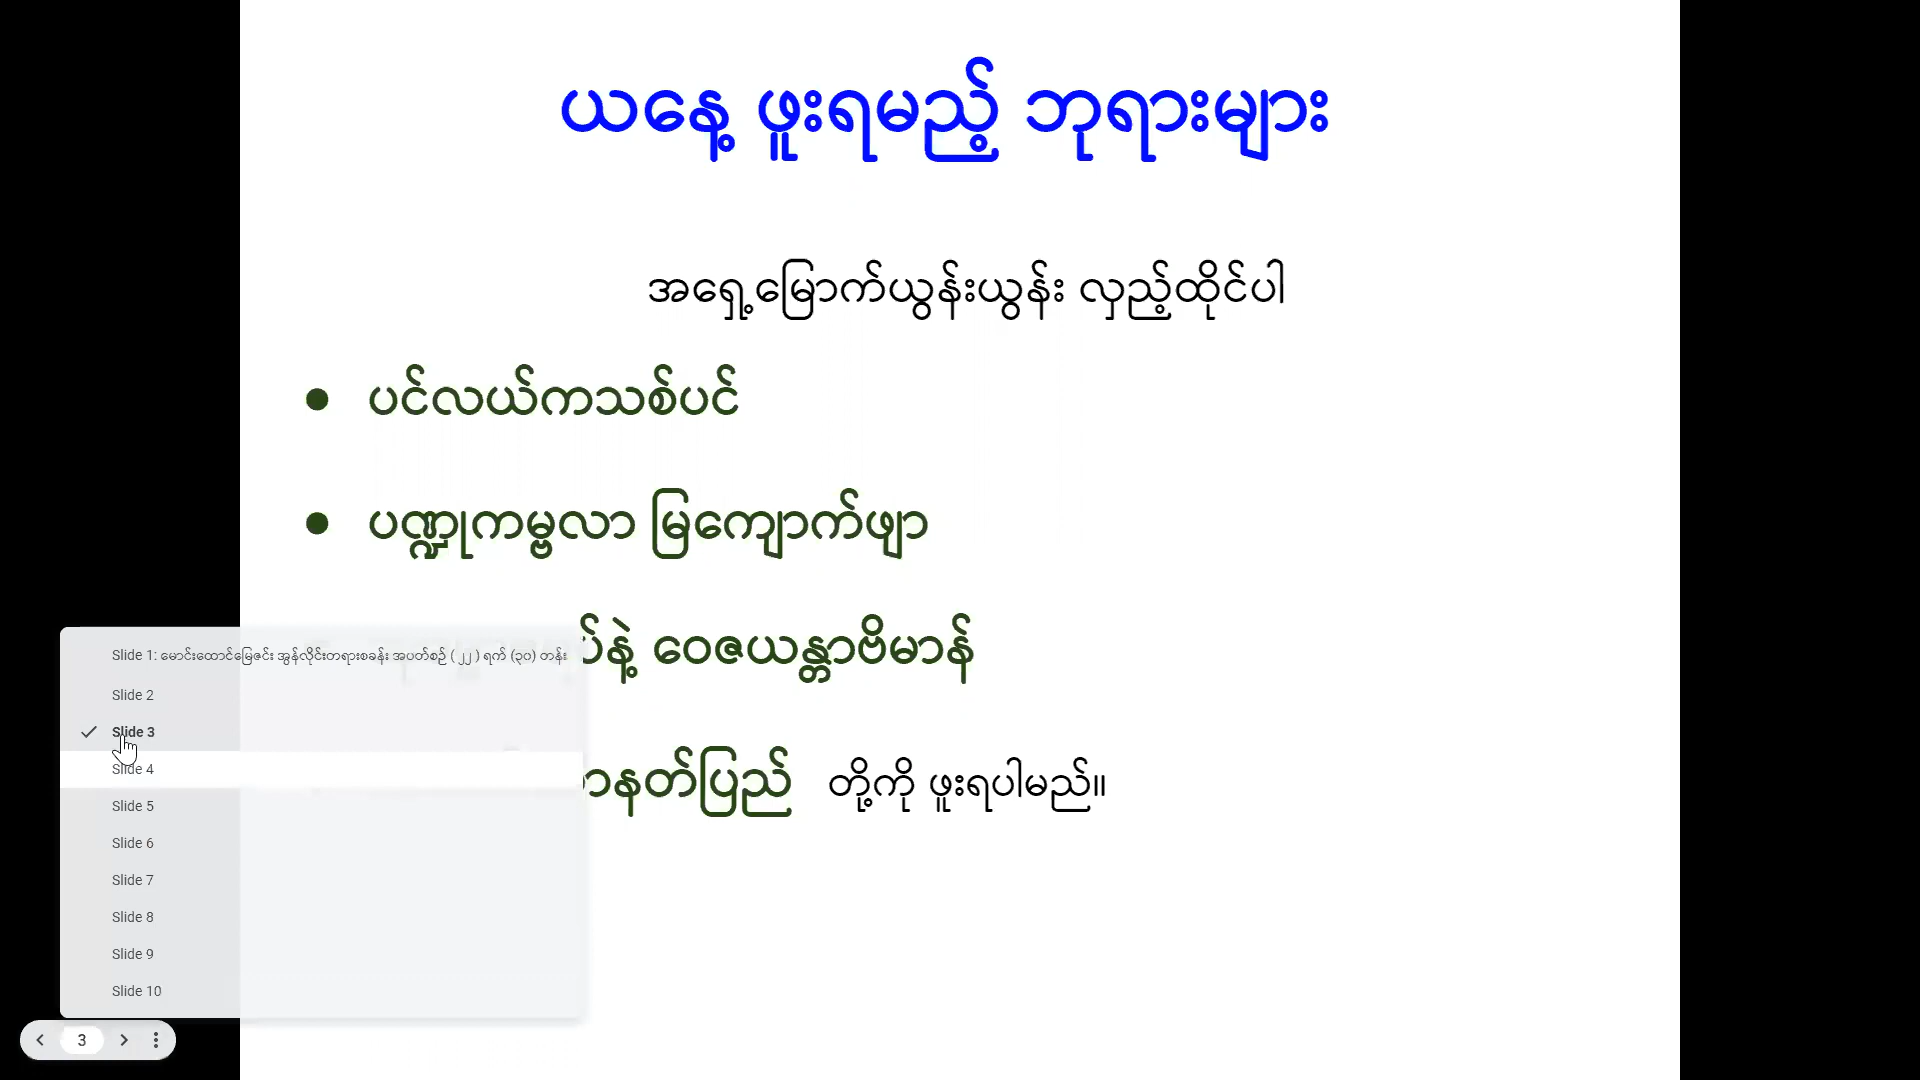 ယနေ့ ဖူးရမည့် ဘုရားများ
အရှေ့မြောက်ယွန်းယွန်း လှည့်ထိုင်ပါ
● ပင်လယ်ကသစ်ပင်
● ပဏ္ဍုကမ္ဗလာ မြကျောက်ဖျာ
နဲ့ ဝေဇယန္တာဗိမာန်
နတ်ပြည် တို့ကို ဖူးရပါမည်။
Slide 1: မောင်းထောင်မြေဇင်း အွန်လိုင်းတရားစခန်း အပတ်စဉ် (၂၂) ရက် (၃၀) တန်း
Slide 2
Slide 3
Slide 4
Slide 5
Slide 6
Slide 7
Slide 8
Slide 9
Slide 10
3